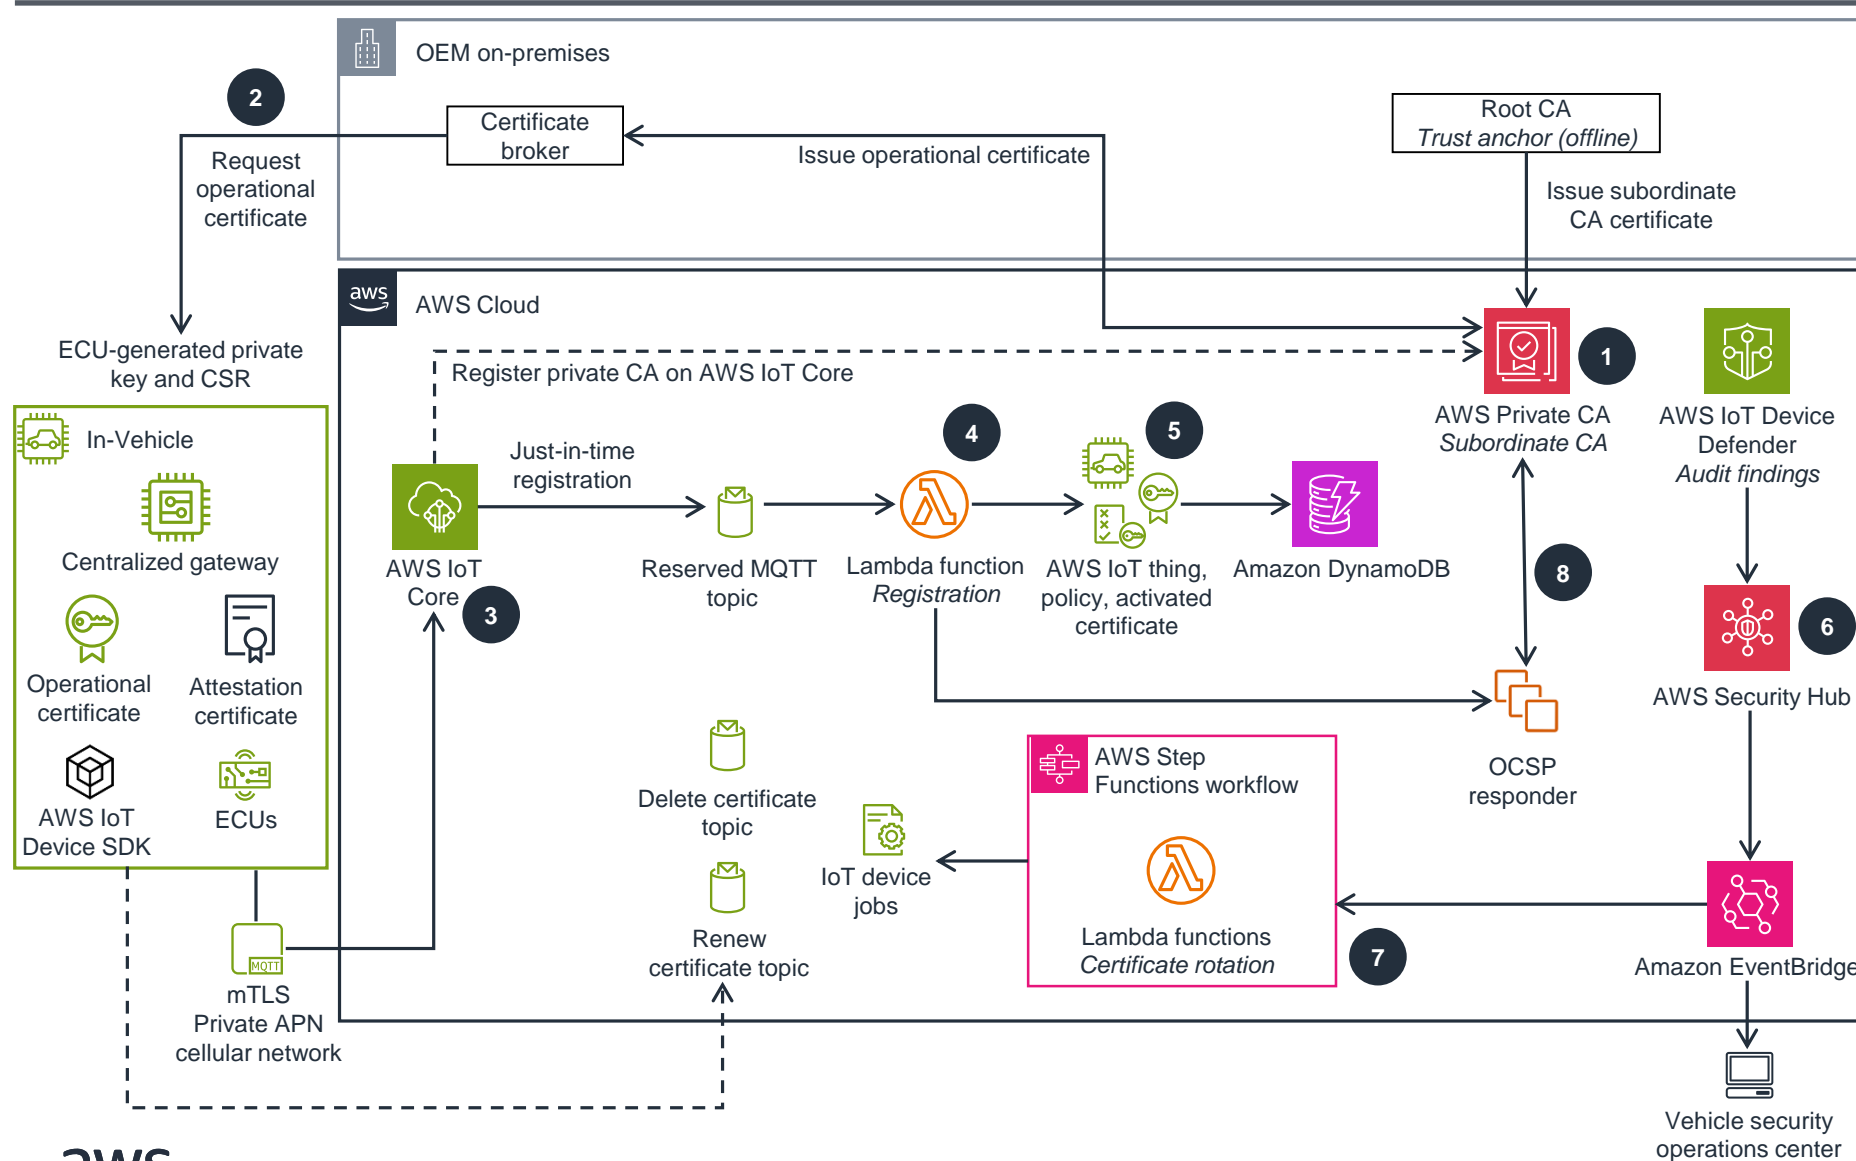 OEM on-premises
2
Certificate
broker
Root CA
Trust anchor (offline)
Request
operational
certificate
Issue operational certificate
Issue subordinate
CA certificate
aws
AWS Cloud
ECU-generated private
key and CSR
Register private CA on AWS IoT Core
1
AWS Private CA
Subordinate CA
AWS IoT Device
Defender
Audit findings
In-Vehicle
Just-in-time
registration
4
5
Centralized gateway
AWS IoT
Core
3
Reserved MQTT
topic
Lambda function
Registration
AWS IoT thing,
policy, activated
certificate
Amazon DynamoDB
8
6
Operational
certificate
Attestation
certificate
AWS Security Hub
AWS IoT
Device SDK
ECUs
Delete certificate
topic
IoT device
jobs
AWS Step
Functions workflow
OCSP
responder
Renew
certificate topic
Lambda functions
Certificate rotation
7
Amazon EventBridge
MQTT
mTLS
Private APN
cellular network
Vehicle security
operations center
aws